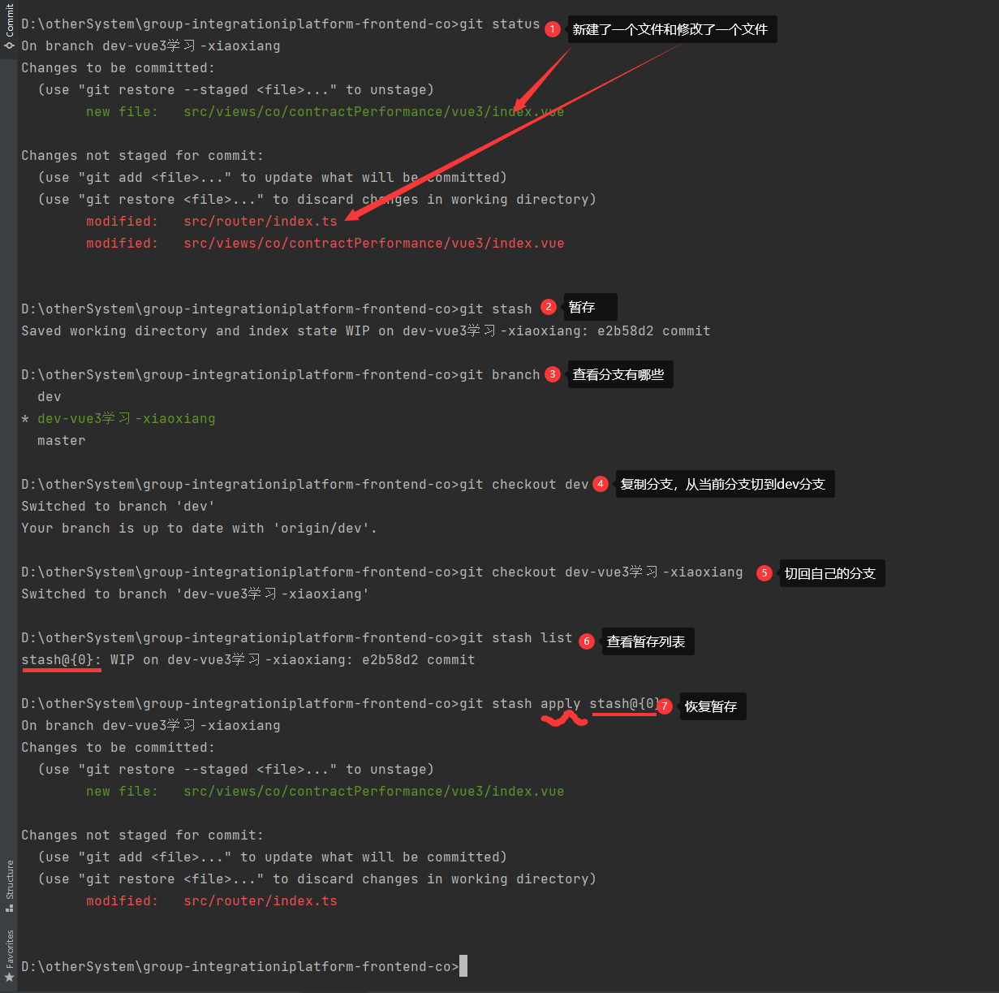 Commit
D:\otherSystem\group-integrationiplatform-frontend-co>git status
1
新建了一个文件和修改了一个文件
On branch dev-vue3学习-xiaoxiang
Changes to be committed:
(use "git restore --staged <file>..." to unstage)
new file:   src/views/co/contractPerformance/vue3/index.vue
Changes not staged for commit:
(use "git add <file>..." to update what will be committed)
(use "git restore <file>..." to discard changes in working directory)
modified:   src/router/index.ts
modified:   src/views/co/contractPerformance/vue3/index.vue
D:\otherSystem\group-integrationiplatform-frontend-co>git stash
2
暂存
Saved working directory and index state WIP on dev-vue3学习-xiaoxiang: e2b58d2 commit
D:\otherSystem\group-integrationiplatform-frontend-co>git branch
3
查看分支有哪些
dev
* dev-vue3学习-xiaoxiang
master
D:\otherSystem\group-integrationiplatform-frontend-co>git checkout dev
4
复制分支，从当前分支切到dev分支
Switched to branch 'dev'
Your branch is up to date with 'origin/dev'.
D:\otherSystem\group-integrationiplatform-frontend-co>git checkout dev-vue3学习-xiaoxiang
5
切回自己的分支
Switched to branch 'dev-vue3学习-xiaoxiang'
D:\otherSystem\group-integrationiplatform-frontend-co>git stash list
6
查看暂存列表
stash@{0}: WIP on dev-vue3学习-xiaoxiang: e2b58d2 commit
D:\otherSystem\group-integrationiplatform-frontend-co>git stash apply stash@{0}
7
恢复暂存
On branch dev-vue3学习-xiaoxiang
Changes to be committed:
(use "git restore --staged <file>..." to unstage)
new file:   src/views/co/contractPerformance/vue3/index.vue
Changes not staged for commit:
(use "git add <file>..." to update what will be committed)
(use "git restore <file>..." to discard changes in working directory)
modified:   src/router/index.ts
Structure
Favorites
D:\otherSystem\group-integrationiplatform-frontend-co>